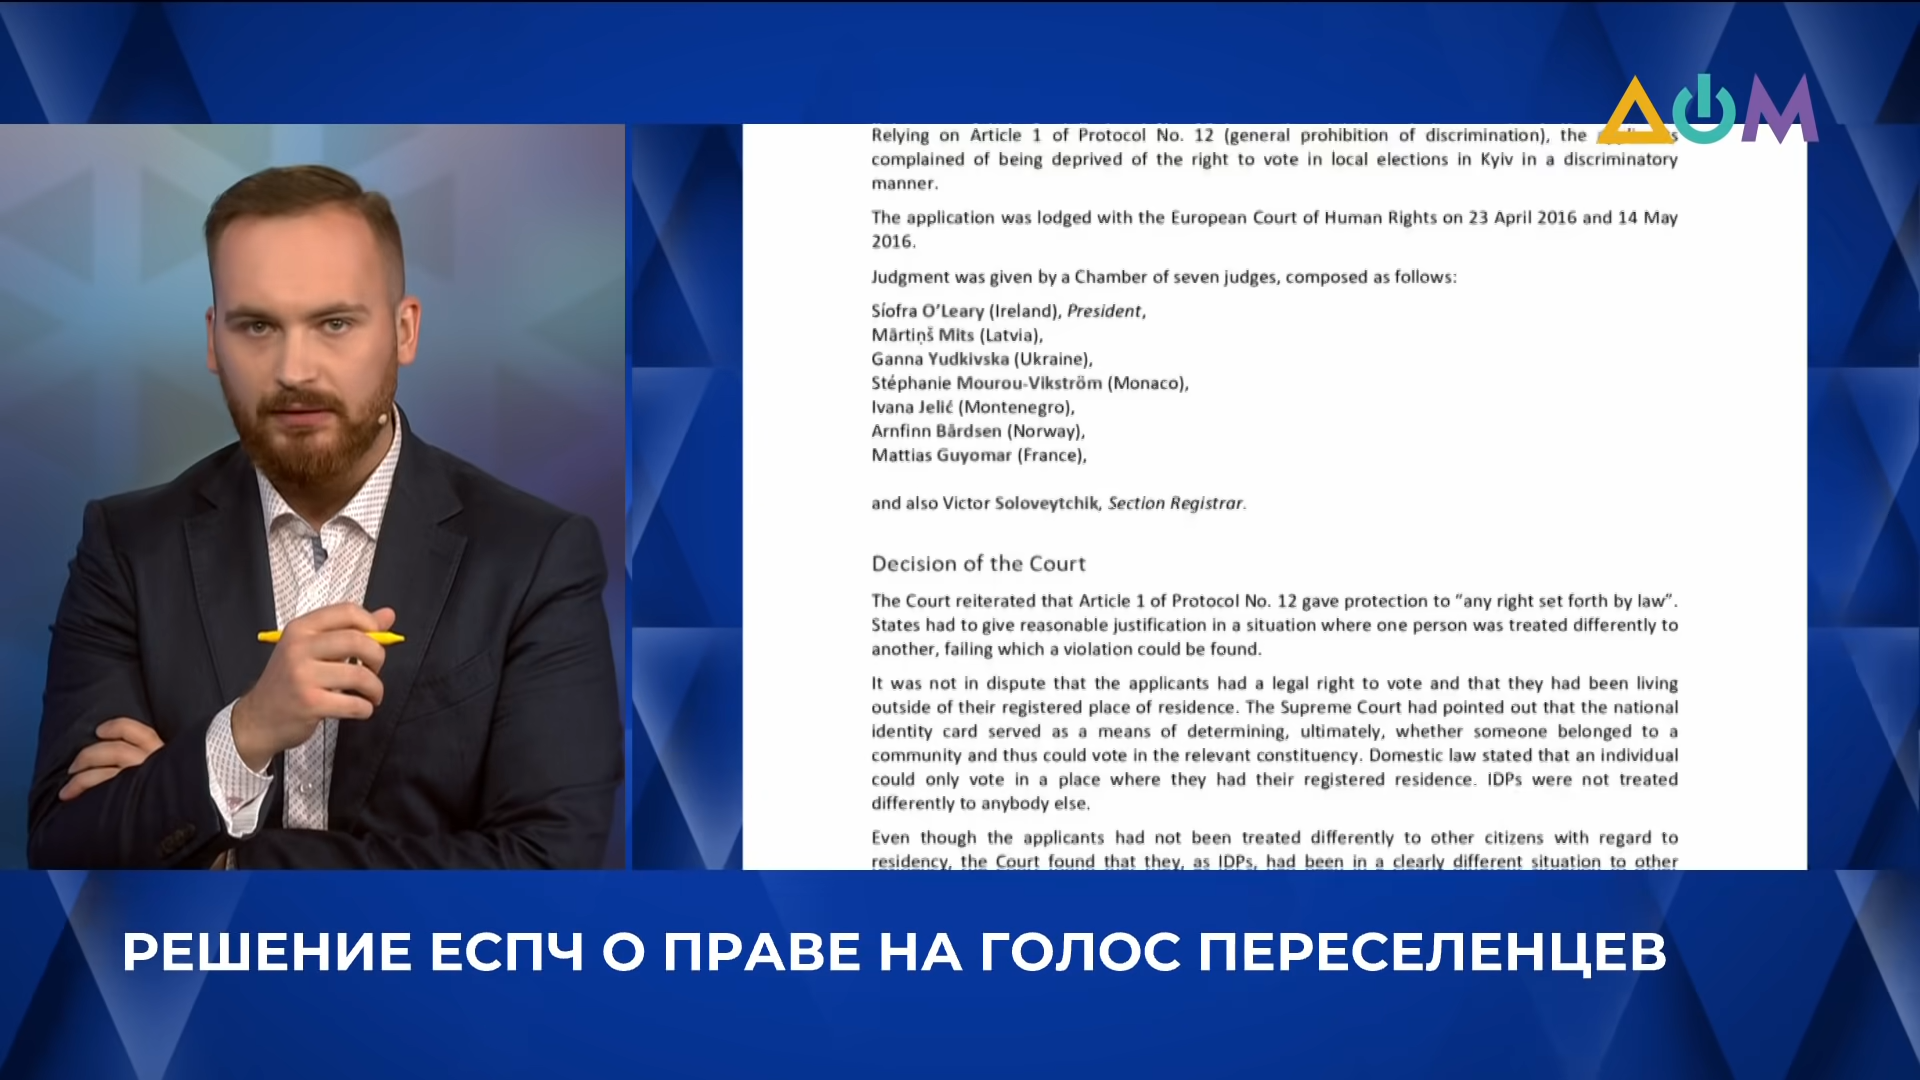 ДОМ
Relying on Article 1 of Protocol No. 12 (general prohibition of discrimination), the
complained of being deprived of the right to vote in local elections in Kyiv in a discriminatory
manner.
The application was lodged with the European Court of Human Rights on 23 April 2016 and 14 May
2016.
Judgment was given by a Chamber of seven judges, composed as follows:
Síofra O'Leary (Ireland), President,
Mārtiņš Mits (Latvia),
Ganna Yudkivska (Ukraine),
Stéphanie Mourou-Vikström (Monaco),
Ivana Jelić (Montenegro),
Arnfinn Bårdsen (Norway),
Mattias Guyomar (France),
and also Victor Soloveytchik, Section Registrar.
Decision of the Court
The Court reiterated that Article 1 of Protocol No. 12 gave protection to “any right set forth by law”.
States had to give reasonable justification in a situation where one person was treated differently to
another, failing which a violation could be found.
It was not in dispute that the applicants had a legal right to vote and that they had been living
outside of their registered place of residence. The Supreme Court had pointed out that the national
identity card served as a means of determining, ultimately, whether someone belonged to a
community and thus could vote in the relevant constituency. Domestic law stated that an individual
could only vote in a place where they had their registered residence. IDPs were not treated
differently to anybody else.
Even though the applicants had not been treated differently to other citizens with regard to
residency, the Court found that they, as IDPs, had been in a clearly different situation to other
РЕШЕНИЕ ЕСПЧ О ПРАВЕ НА ГОЛОС ПЕРЕСЕЛЕНЦЕВ